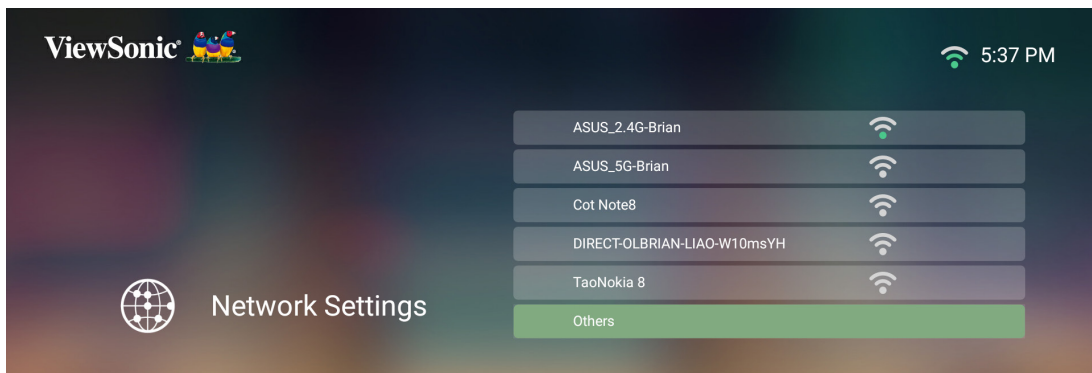 ViewSonic
5:37 PM
ASUS_2.4G-Brian
ASUS_5G-Brian
Cot Note8
DIRECT-OLBRIAN-LIAO-W10msYH
TaoNokia 8
Network Settings
Others